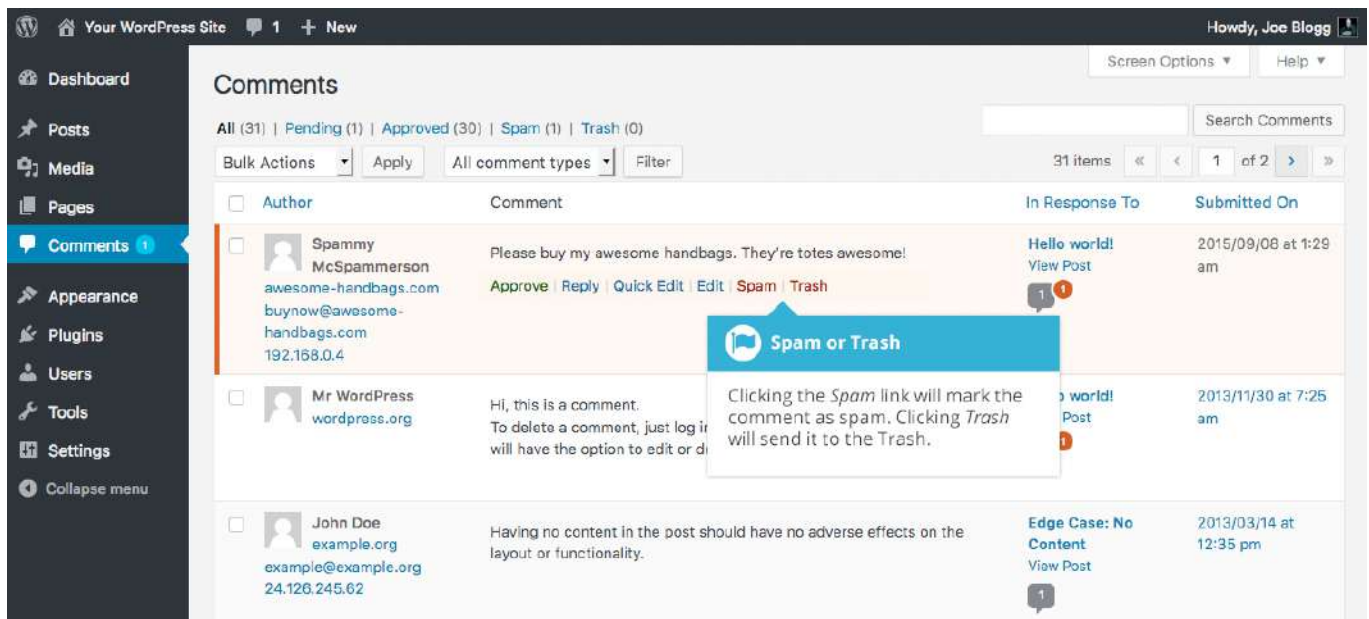 Your WordPress Site 1 + New Howdy, Joe Blogg
Screen Options ▼ Help ▼
Dashboard
Posts
Media
Pages
Comments 1
Appearance
Plugins
Users
Tools
Settings
Collapse menu
Comments
All (31) | Pending (1) | Approved (30) | Spam (1) | Trash (0)
Search Comments
Bulk Actions Apply All comment types Filter
31 items « ‹ 1 of 2 › »
Author Comment In Response To Submitted On
Spammy
McSpammerson
awesome-handbags.com
buynow@awesome-
handbags.com
192.168.0.4
Please buy my awesome handbags. They're totes awesome!
Approve | Reply | Quick Edit | Edit | Spam | Trash
Hello world!
View Post
1 1
2015/09/08 at 1:29
am
Spam or Trash
Clicking the Spam link will mark the
comment as spam. Clicking Trash
will send it to the Trash.
Mr WordPress
wordpress.org
Hi, this is a comment.
To delete a comment, just log
will have the option to edit or
world!
Post
2013/11/30 at 7:25
am
John Doe
example.org
example@example.org
24.126.245.62
Having no content in the post should have no adverse effects on the
layout or functionality.
Edge Case: No
Content
View Post
1
2013/03/14 at
12:35 pm